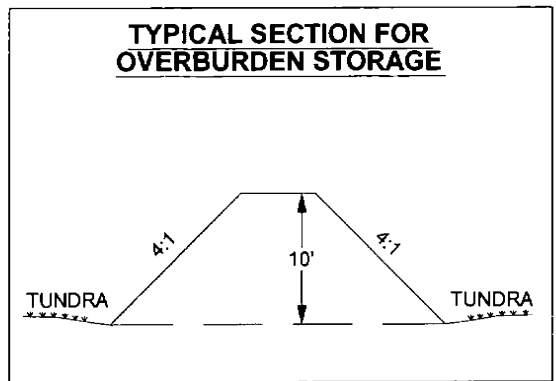 TYPICAL SECTION FOR
OVERBURDEN STORAGE
4:1
4:1
10'
TUNDRA
TUNDRA